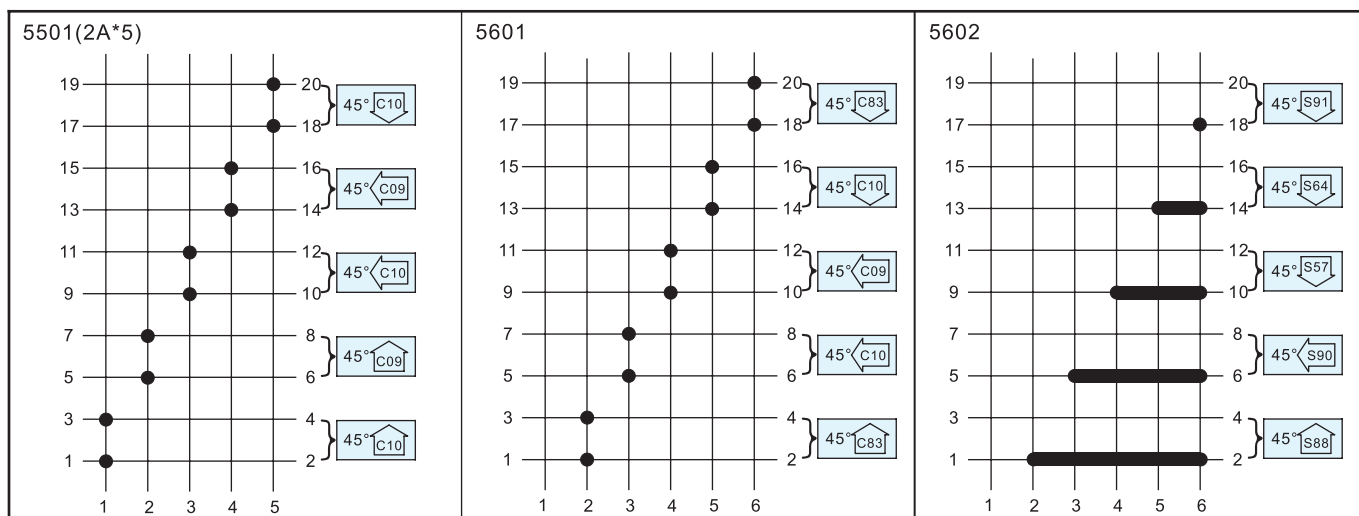 5501(2A*5)
19 20 45° C10
17 18
15 16 45° C09
13 14
11 12 45° C10
9 10
7 8 45° C09
5 6
3 4 45° C10
1 2
1 2 3 4 5
5601
19 20 45° C83
17 18
15 16 45° C10
13 14
11 12 45° C09
9 10
7 8 45° C10
5 6
3 4 45° C83
1 2
1 2 3 4 5 6
5602
19 20 45° S91
17 18
15 16 45° S64
13 14
11 12 45° S57
9 10
7 8 45° S90
5 6
3 4 45° S88
1 2
1 2 3 4 5 6